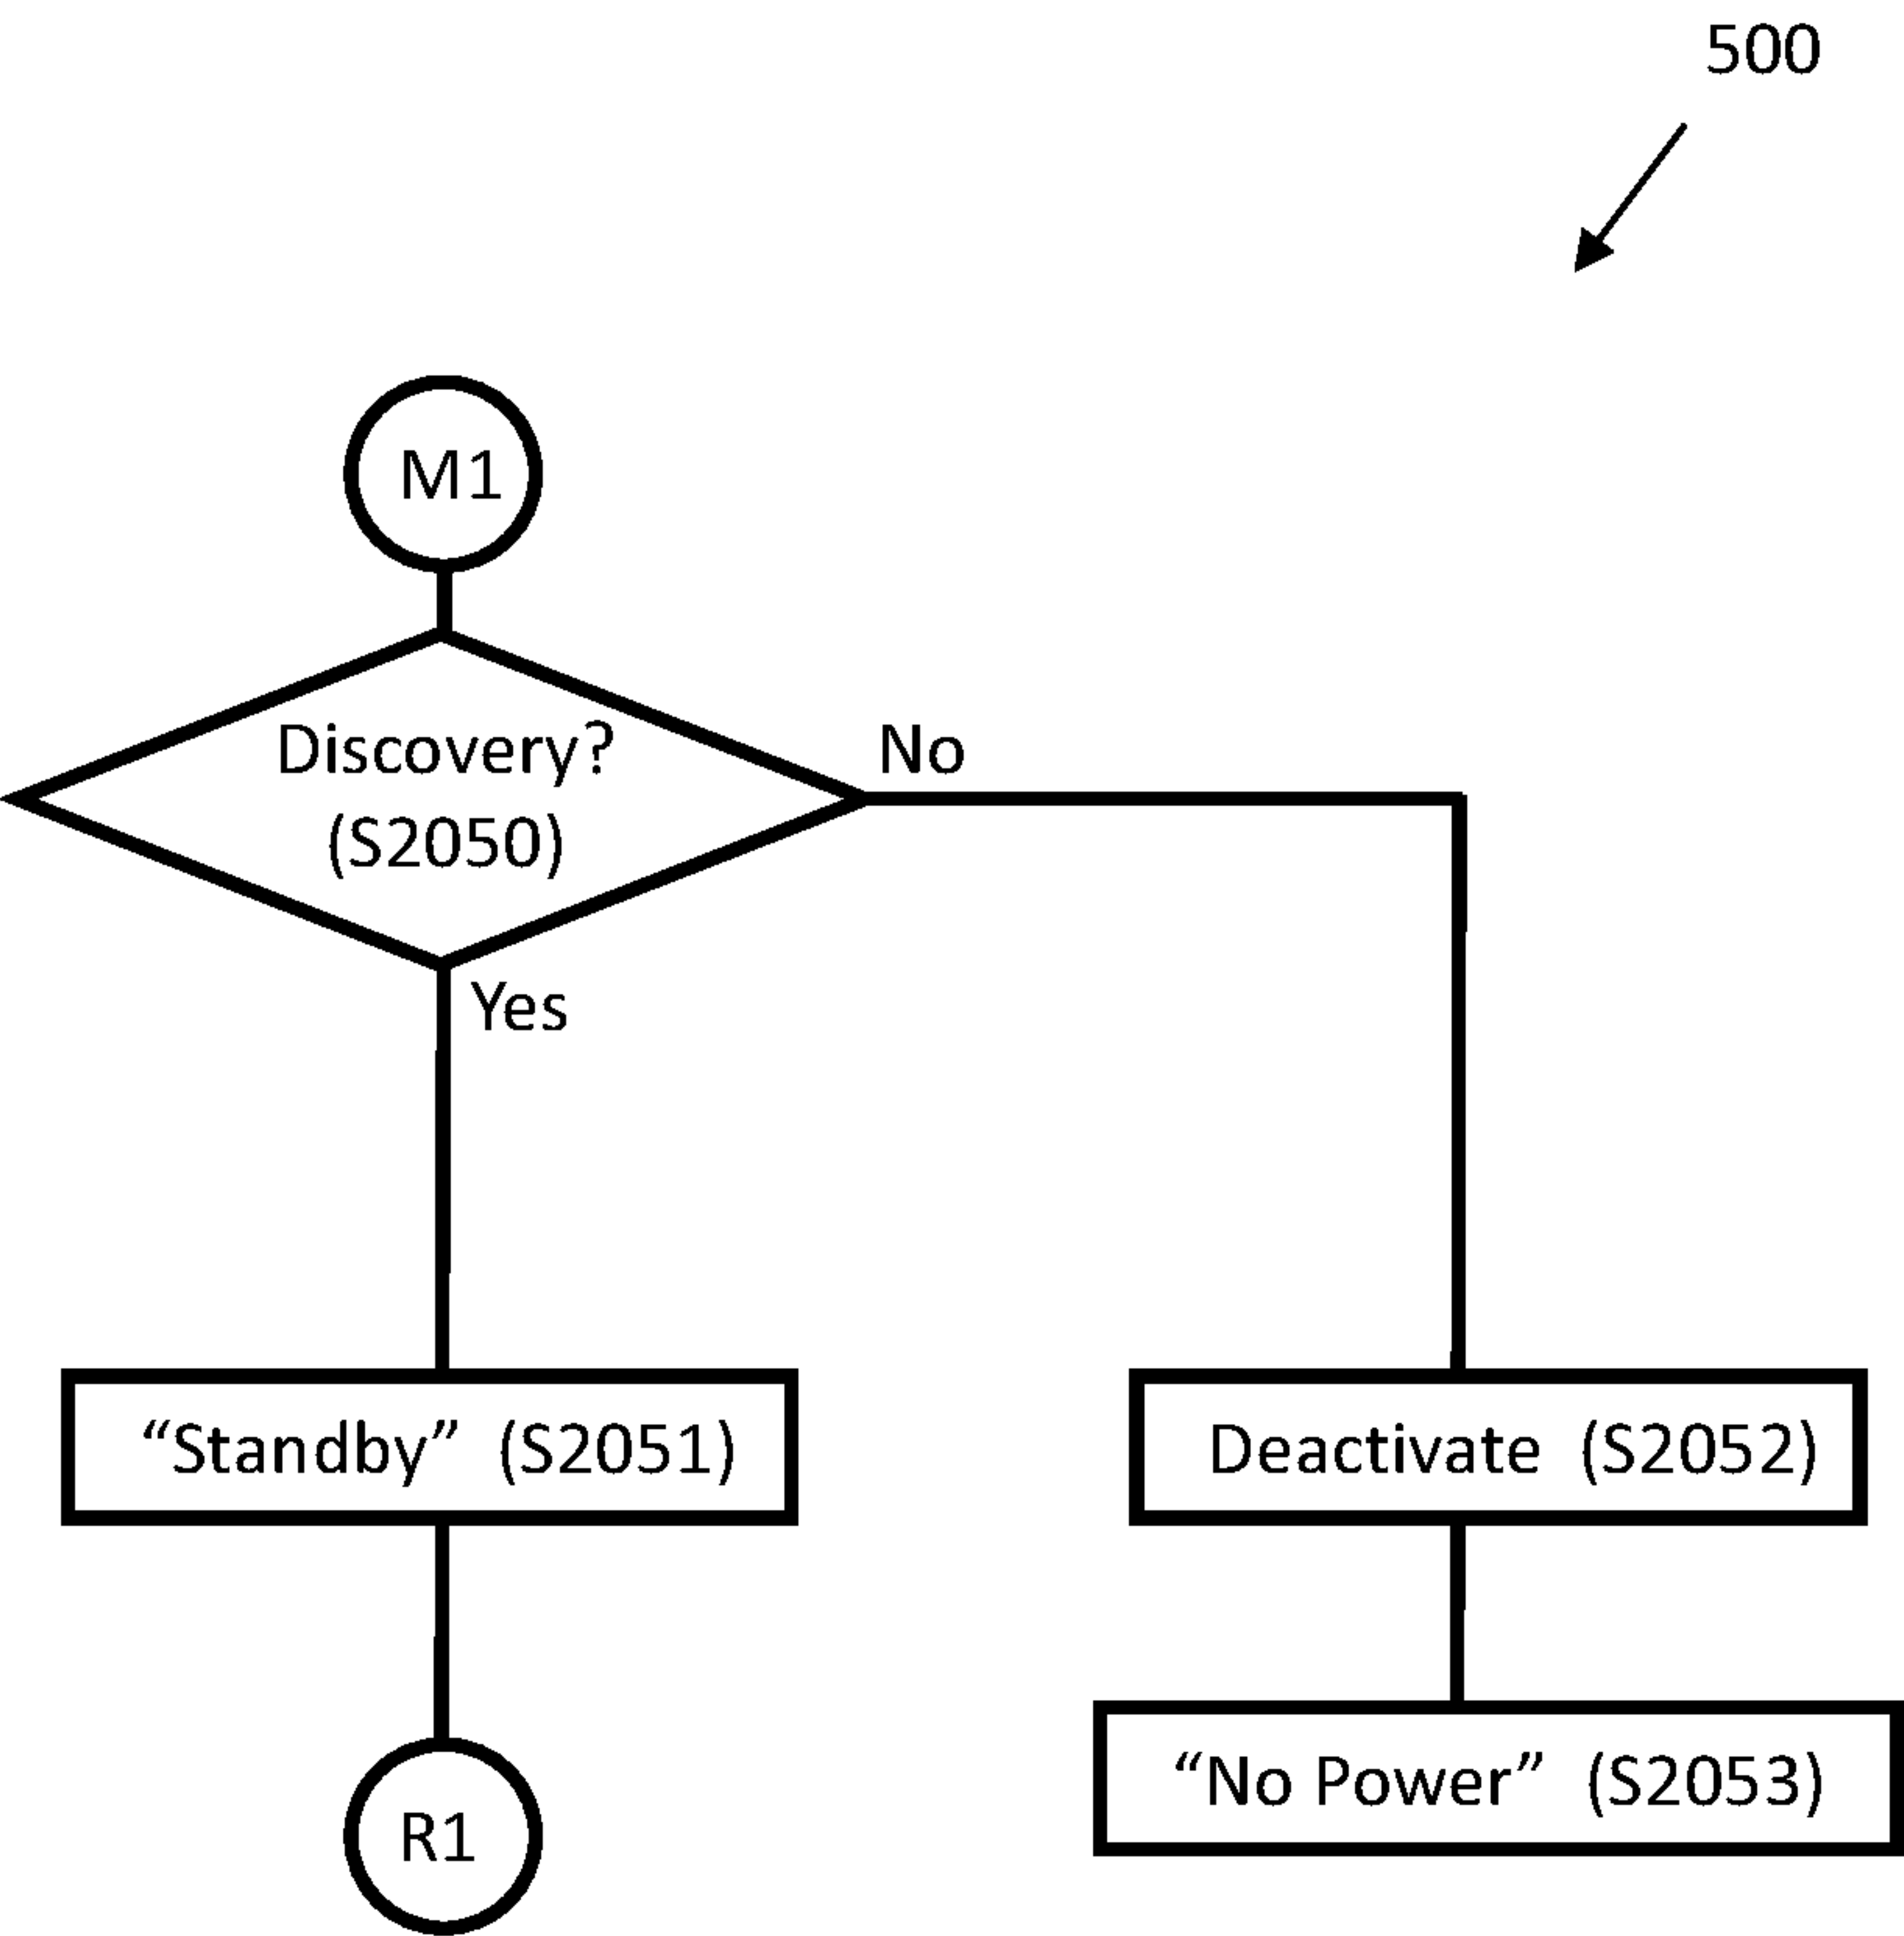 500
M1
Discovery?
(S2050)
No
Yes
“Standby” (S2051)
Deactivate (S2052)
“No Power” (S2053)
R1